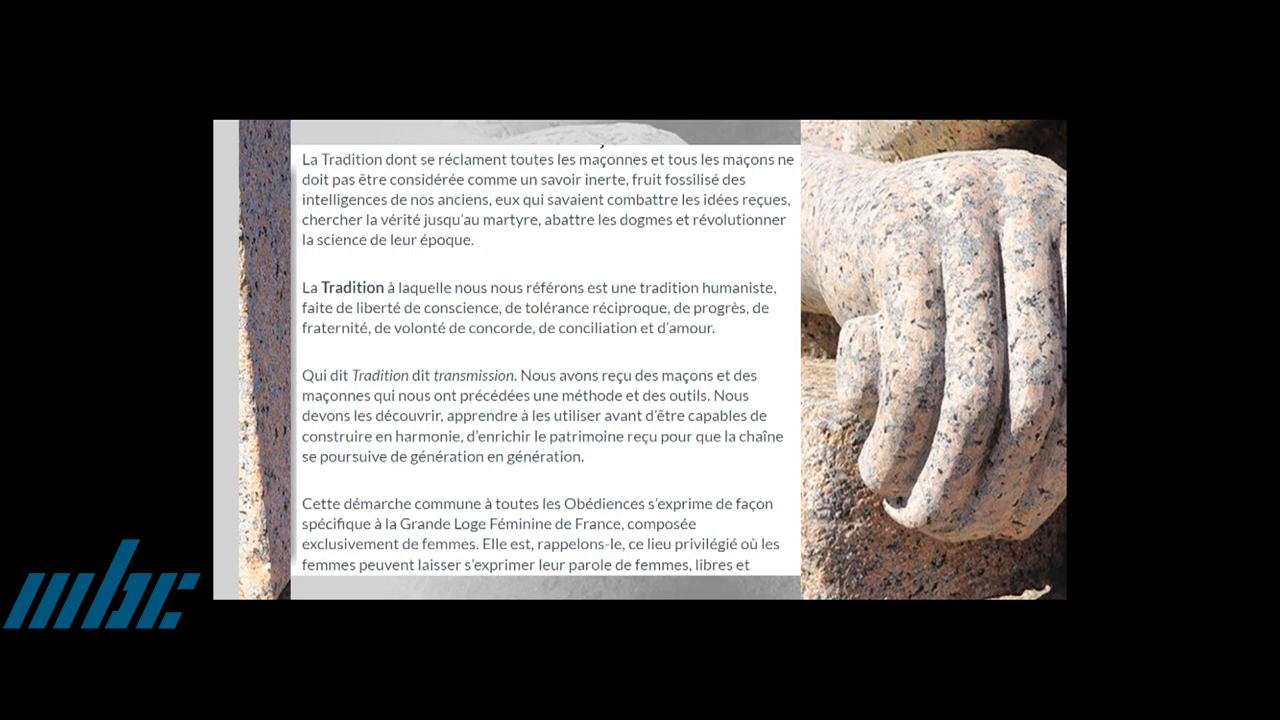 La Tradition dont se réclament toutes les maçonnes et tous les maçons ne
doit pas être considérée comme un savoir inerte, fruit fossilisé des
intelligences de nos anciens, eux qui savaient combattre les idées reçues,
chercher la vérité jusqu’au martyre, abattre les dogmes et révolutionner
la science de leur époque.
La Tradition à laquelle nous nous référons est une tradition humaniste,
faite de liberté de conscience, de tolérance réciproque, de progrès, de
fraternité, de volonté de concorde, de conciliation et d’amour.
Qui dit Tradition dit transmission. Nous avons reçu des maçons et des
maçonnes qui nous ont précédées une méthode et des outils. Nous
devons les découvrir, apprendre à les utiliser avant d’être capables de
construire en harmonie, d’enrichir le patrimoine reçu pour que la chaîne
se poursuive de génération en génération.
Cette démarche commune à toutes les Obédiences s’exprime de façon
spécifique à la Grande Loge Féminine de France, composée
exclusivement de femmes. Elle est, rappelons-le, ce lieu privilégié où les
femmes peuvent laisser s’exprimer leur parole de femmes, libres et
mbc